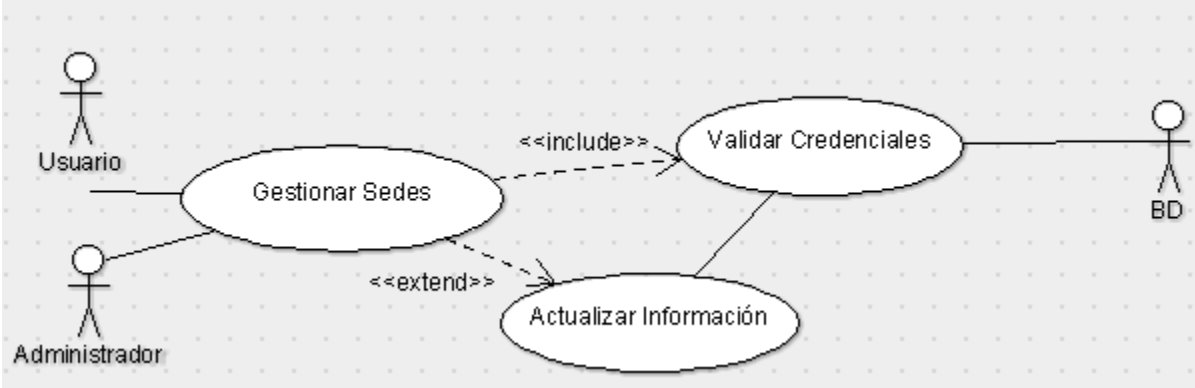 Usuario
Gestionar Sedes
<<include>>
Validar Credenciales
BD
<<extend>>
Actualizar Información
Administrador